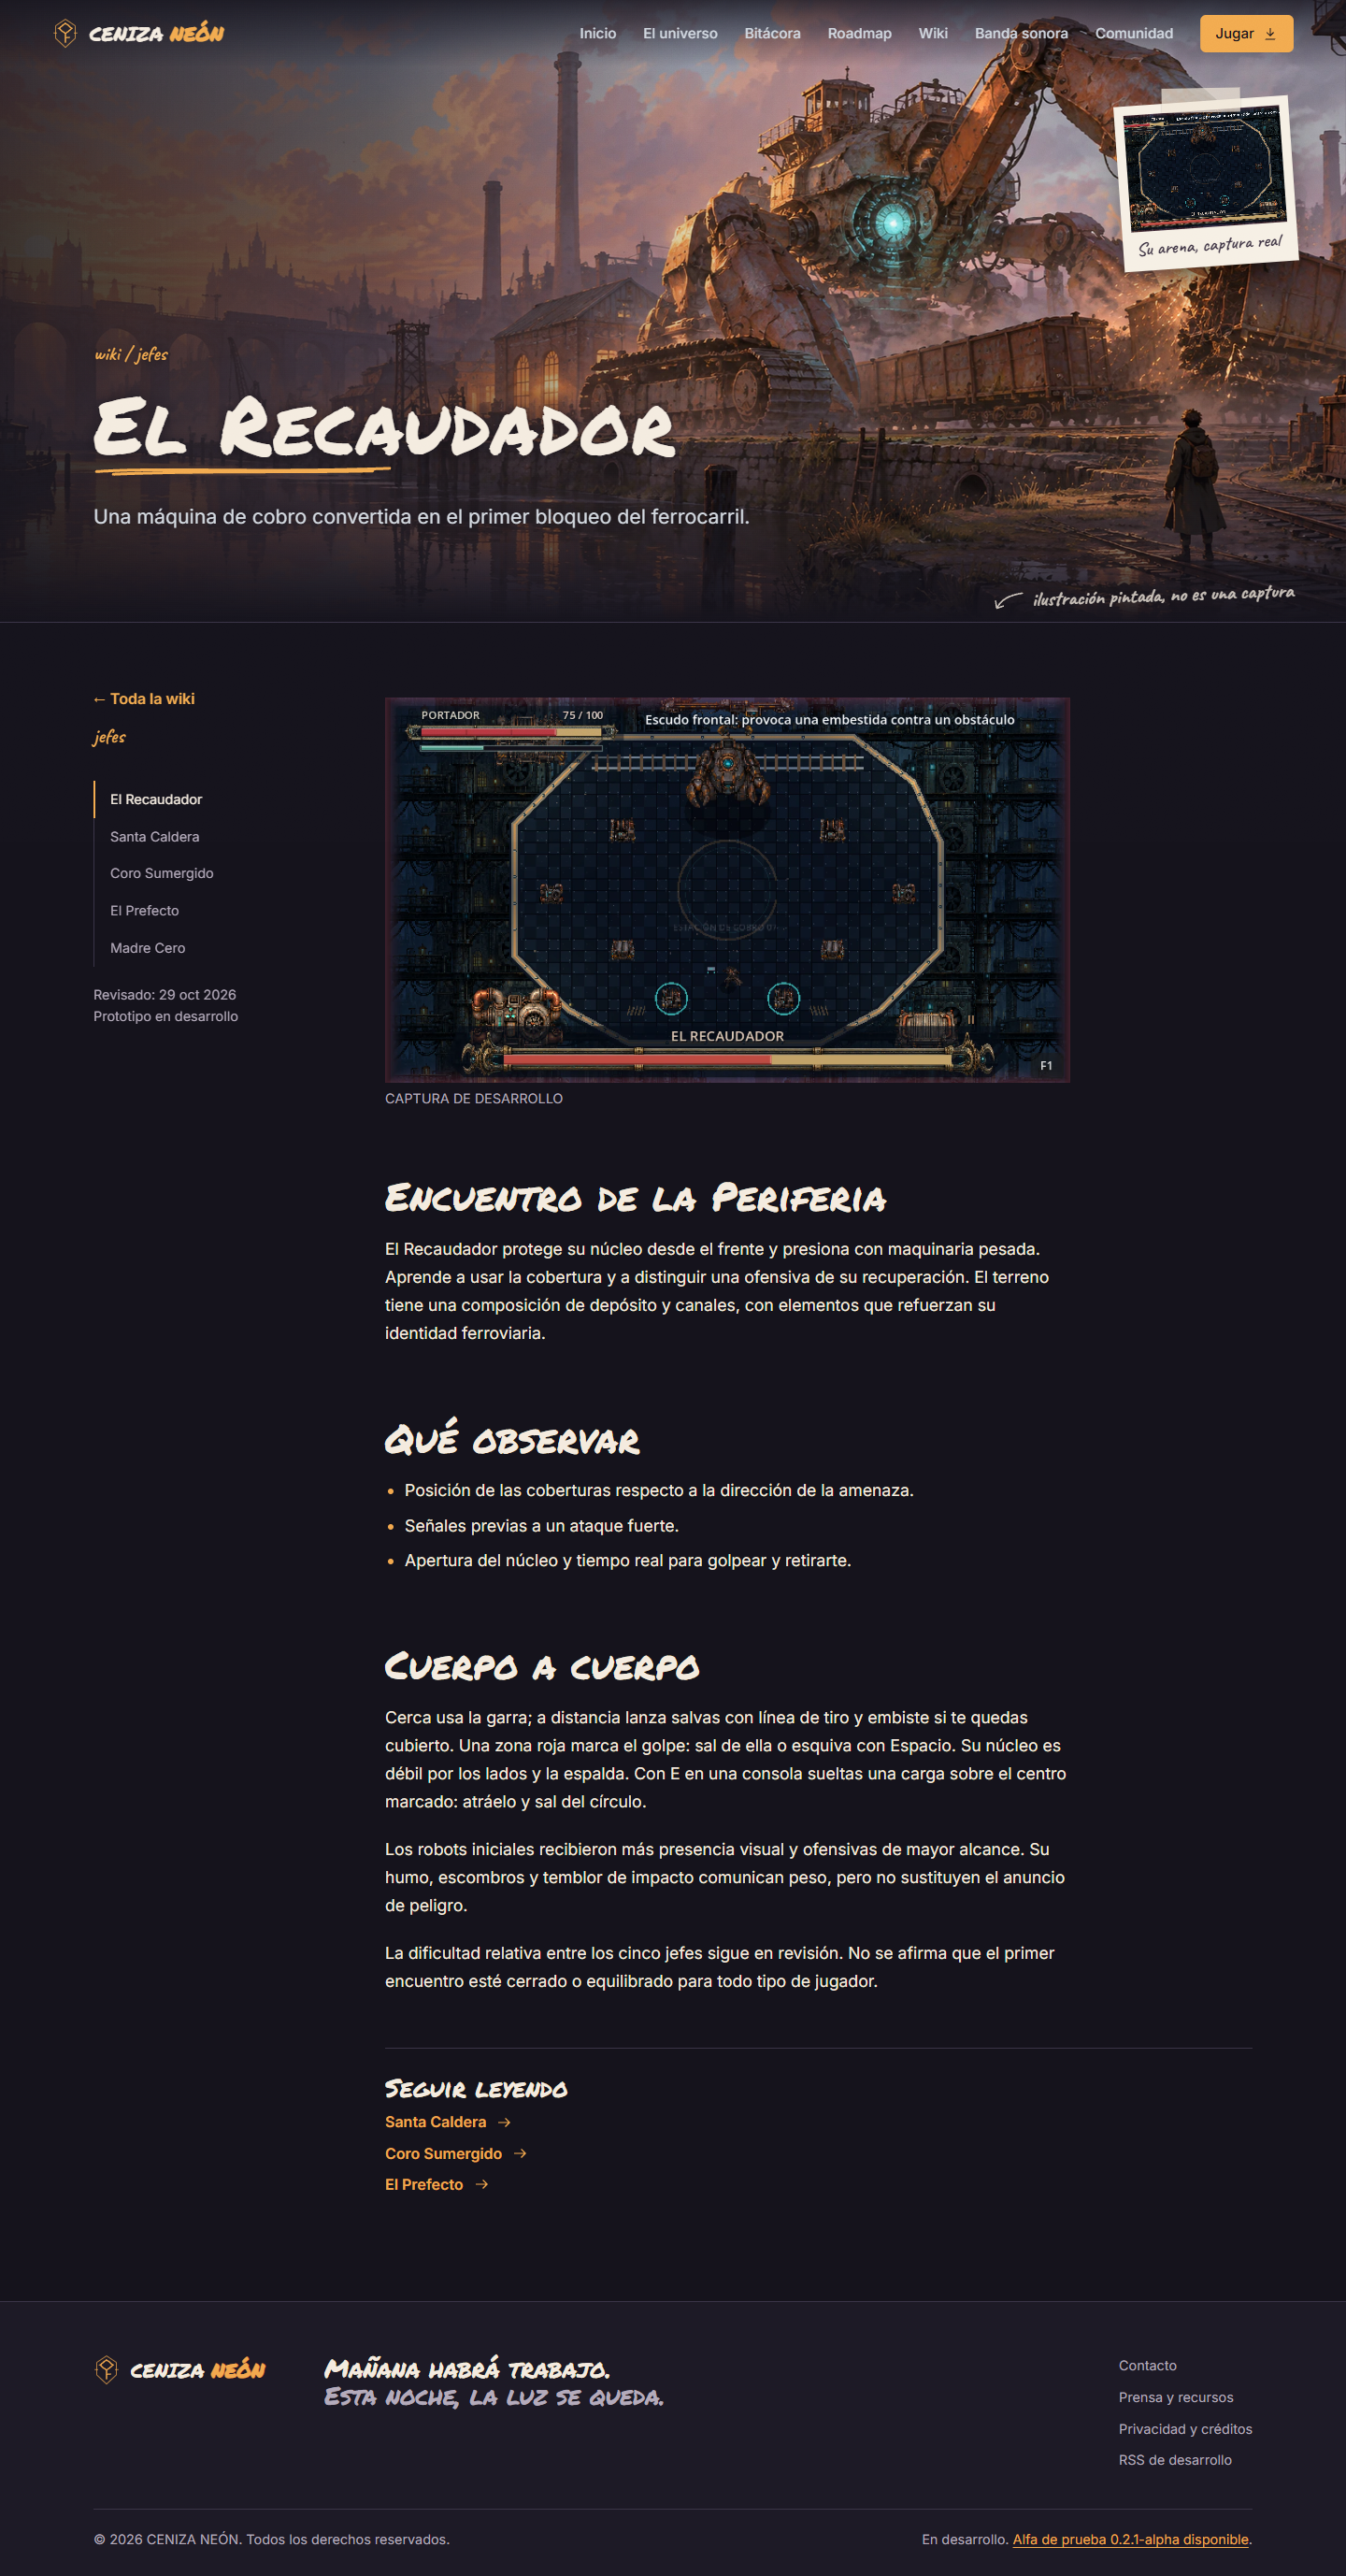 CENIZA NEÓN
Inicio El universo Bitácora Roadmap Wiki Banda sonora Comunidad Jugar
Su arena, captura real
wiki / jefes
El Recaudador
Una máquina de cobro convertida en el primer bloqueo del ferrocarril.
ilustración pintada, no es una captura
← Toda la wiki
jefes
El Recaudador
Santa Caldera
Coro Sumergido
El Prefecto
Madre Cero
Revisado: 29 oct 2026
Prototipo en desarrollo
PORTADOR 75 / 100
Escudo frontal: provoca una embestida contra un obstáculo
EL RECAUDADOR
F1
CAPTURA DE DESARROLLO
Encuentro de la Periferia
El Recaudador protege su núcleo desde el frente y presiona con maquinaria pesada.
Aprende a usar la cobertura y a distinguir una ofensiva de su recuperación. El terreno
tiene una composición de depósito y canales, con elementos que refuerzan su
identidad ferroviaria.
Qué observar
• Posición de las coberturas respecto a la dirección de la amenaza.
• Señales previas a un ataque fuerte.
• Apertura del núcleo y tiempo real para golpear y retirarte.
Cuerpo a cuerpo
Cerca usa la garra; a distancia lanza salvas con línea de tiro y embiste si te quedas
cubierto. Una zona roja marca el golpe: sal de ella o esquiva con Espacio. Su núcleo es
débil por los lados y la espalda. Con E en una consola sueltas una carga sobre el centro
marcado: atráelo y sal del círculo.
Los robots iniciales recibieron más presencia visual y ofensivas de mayor alcance. Su
humo, escombros y temblor de impacto comunican peso, pero no sustituyen el anuncio
de peligro.
La dificultad relativa entre los cinco jefes sigue en revisión. No se afirma que el primer
encuentro esté cerrado o equilibrado para todo tipo de jugador.
Seguir leyendo
Santa Caldera →
Coro Sumergido →
El Prefecto →
CENIZA NEÓN
Mañana habrá trabajo.
Esta noche, la luz se queda.
Contacto
Prensa y recursos
Privacidad y créditos
RSS de desarrollo
© 2026 CENIZA NEÓN. Todos los derechos reservados.
En desarrollo. Alfa de prueba 0.2.1-alpha disponible.